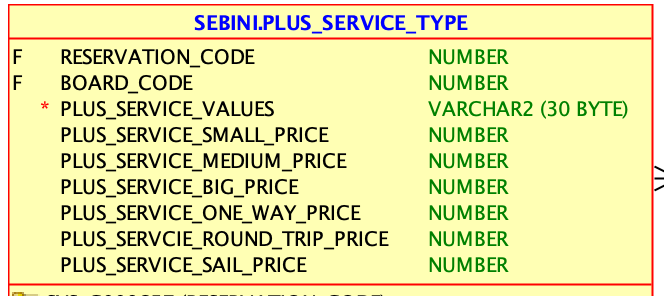 SEBINI.PLUS_SERVICE_TYPE
F RESERVATION_CODE NUMBER
F BOARD_CODE NUMBER
* PLUS_SERVICE_VALUES VARCHAR2 (30 BYTE)
PLUS_SERVICE_SMALL_PRICE NUMBER
PLUS_SERVICE_MEDIUM_PRICE NUMBER
PLUS_SERVICE_BIG_PRICE NUMBER
PLUS_SERVICE_ONE_WAY_PRICE NUMBER
PLUS_SERVCIE_ROUND_TRIP_PRICE NUMBER
PLUS_SERVICE_SAIL_PRICE NUMBER
(RESERVATION_CODE)